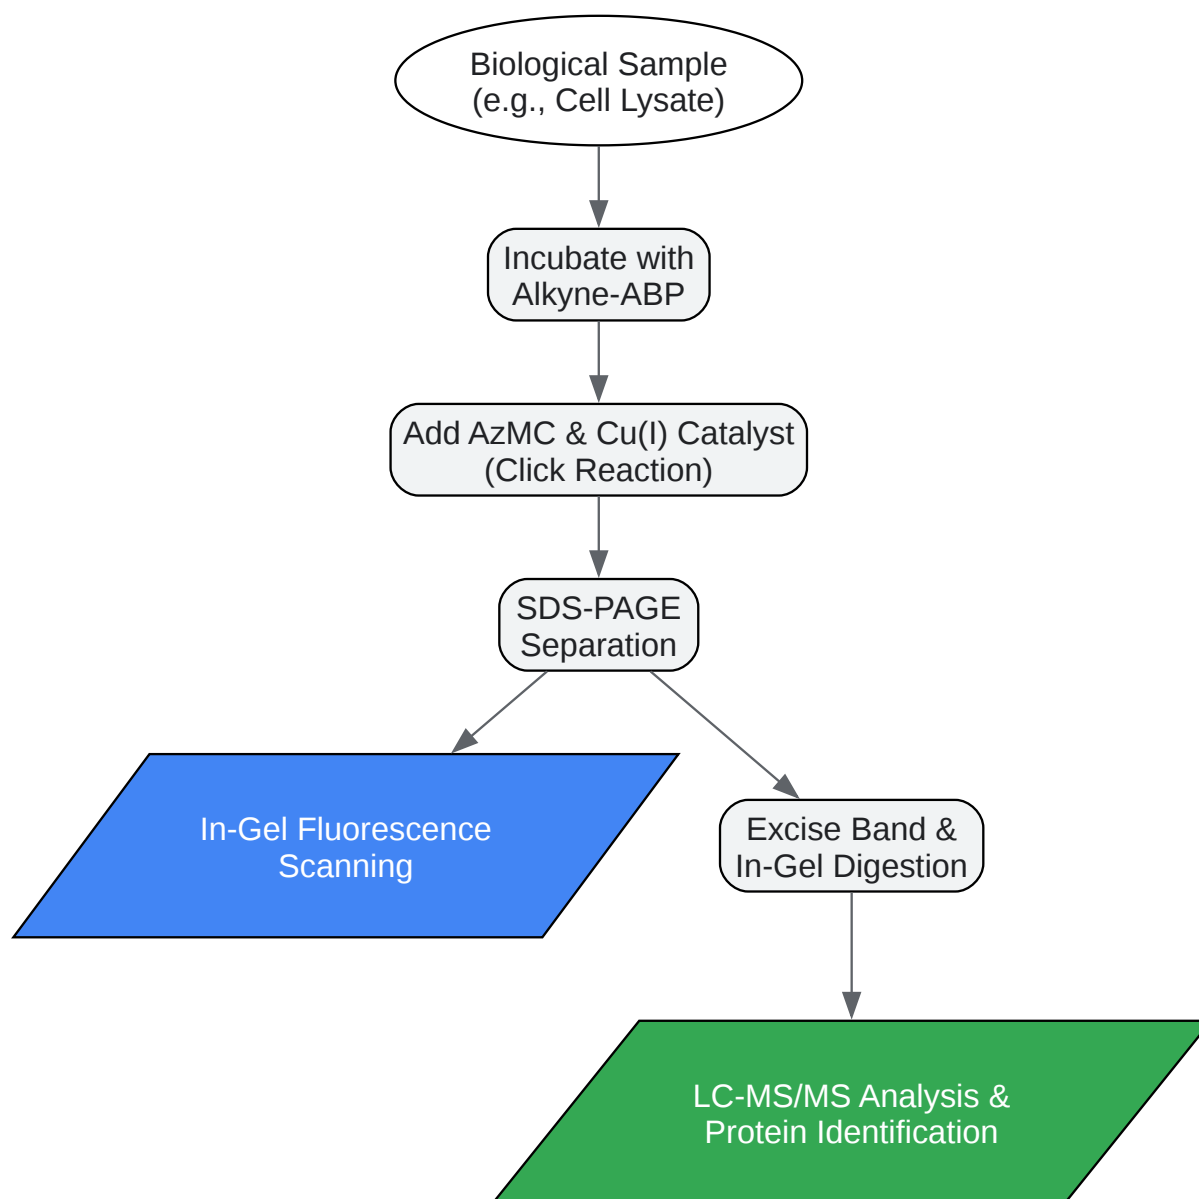 Biological Sample
(e.g., Cell Lysate)
Incubate with
Alkyne-ABP
Add AzMC & Cu(I) Catalyst
(Click Reaction)
SDS-PAGE
Separation
In-Gel Fluorescence
Scanning
Excise Band &
In-Gel Digestion
LC-MS/MS Analysis &
Protein Identification